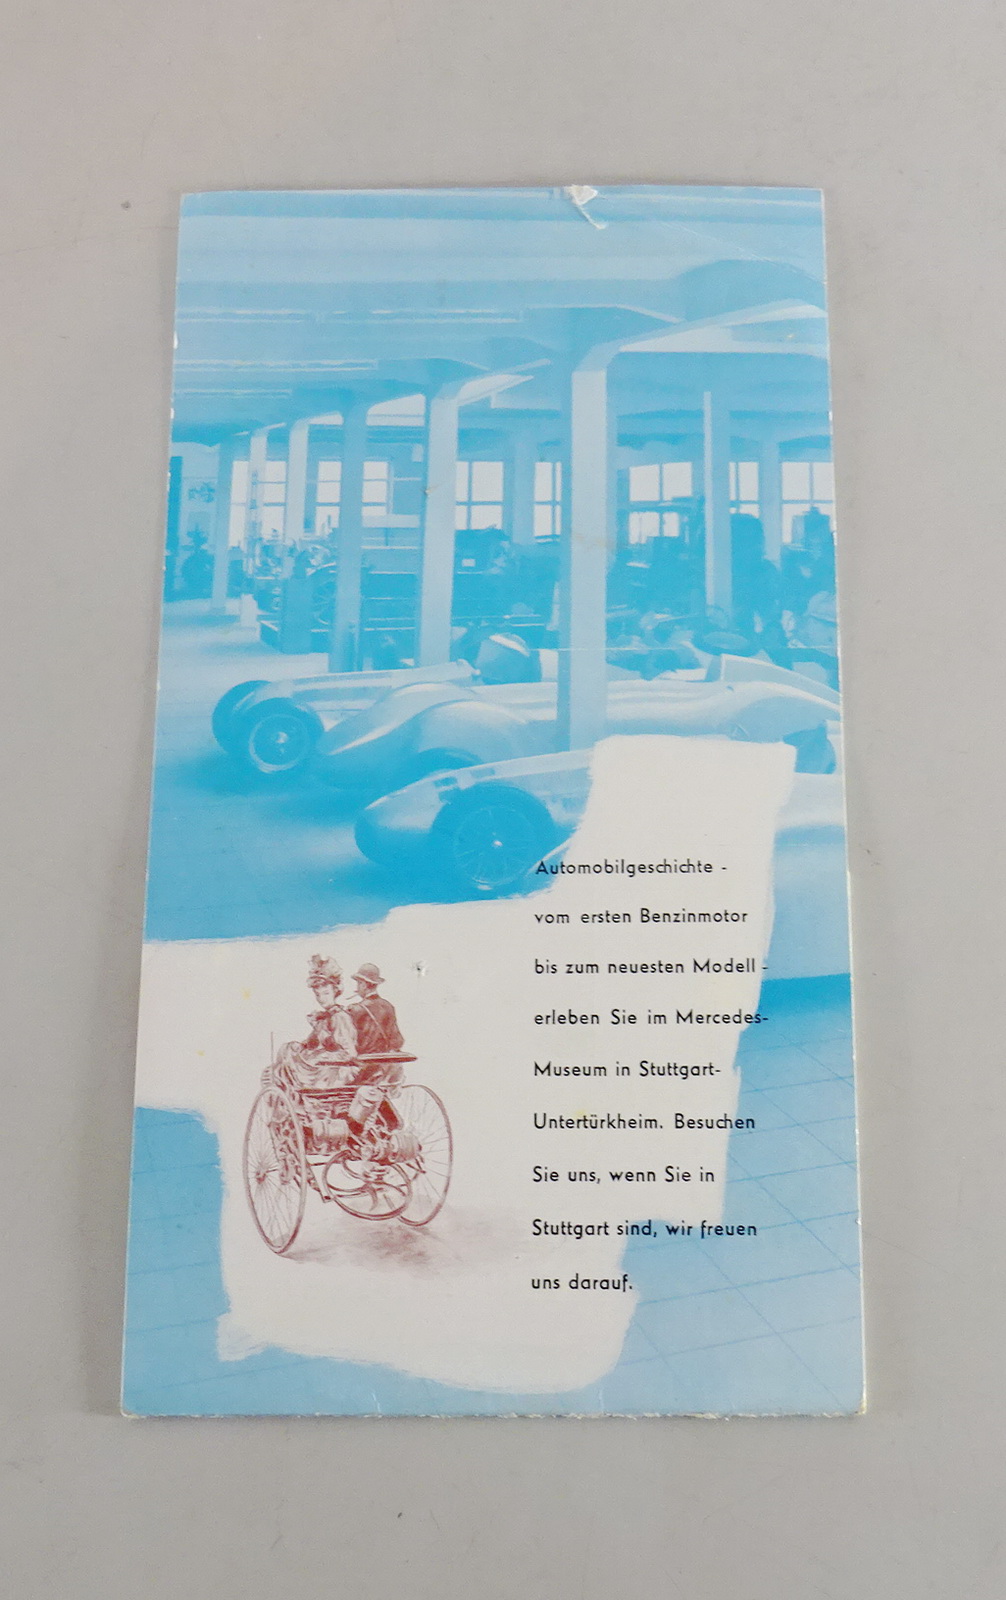 Automobilgeschichte -
vom ersten Benzinmotor
bis zum neuesten Modell -
erleben Sie im Mercedes-
Museum in Stuttgart-
Untertürkheim. Besuchen
Sie uns, wenn Sie in
Stuttgart sind, wir freuen
uns darauf.